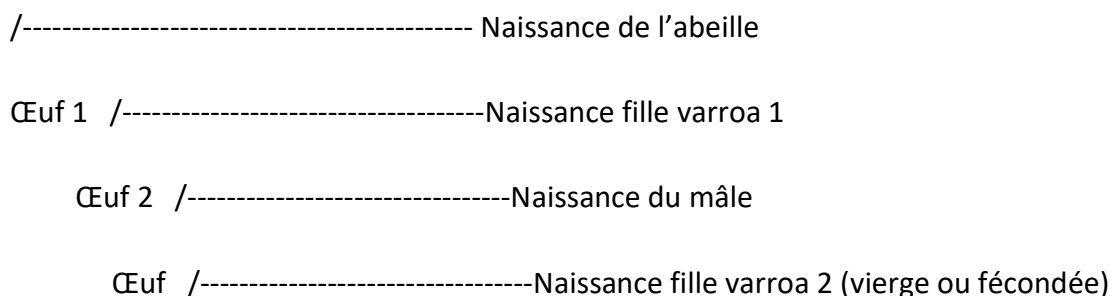 /---------------------------------------------- Naissance de l’abeille
Œuf 1 /-------------------------------------Naissance fille varroa 1
Œuf 2 /---------------------------------Naissance du mâle
Œuf /----------------------------------Naissance fille varroa 2 (vierge ou fécondée)